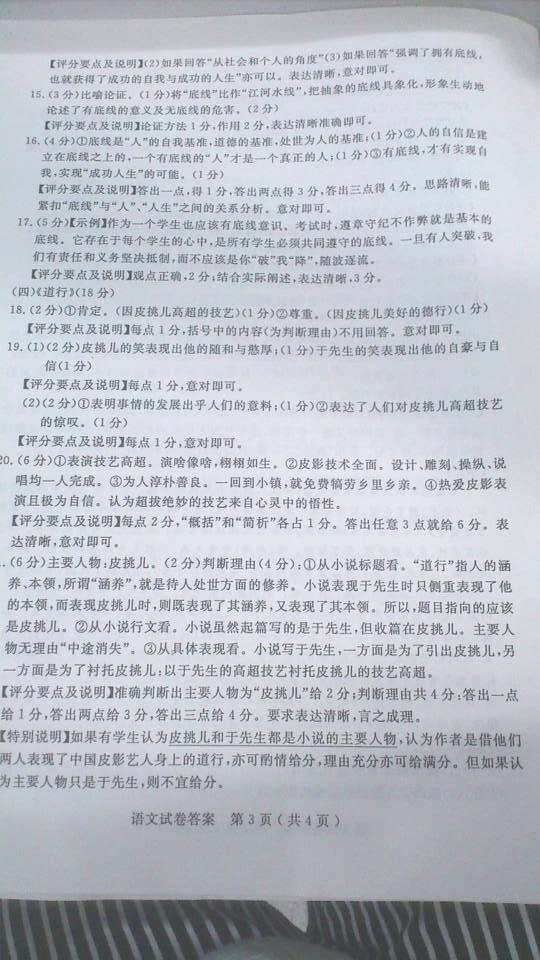 【评分要点及说明】(2)如果回答“从社会和个人的角度”(3)如果回答“强调了拥有底线，
也就获得了成功的自我与成功的人生”亦可以。表达清晰，意对即可。
15.(3分)比喻论证。(1分)将“底线”比作“江河水线”，把抽象的底线具象化，形象生动地
论述了有底线的意义及无底线的危害。(2分)
【评分要点及说明】论证方法1分，作用2分，表达清晰准确即可。
16.(4分)①底线是“人”的自我基准，道德的基准，处世为人的基准；(1分)②人的自信是建
立在底线之上的，一个有底线的“人”才是一个真正的人；(1分)③有底线，才有实现自
我，实现“成功人生”的可能。(1分)
【评分要点及说明】答出一点，得1分，答出两点得3分，答出三点得4分。思路清晰，能
紧扣“底线”与“人”、“人生”之间的关系分析。意对即可。
17.(5分)【示例】作为一个学生也应该有底线意识。考试时，遵章守纪不作弊就是基本的
底线。它存在于每个学生的心中，是所有学生必须共同遵守的底线。一旦有人突破，我
们有责任和义务坚决抵制，而不应该是你“破”我“降”，随波逐流。
【评分要点及说明】观点正确，2分；结合实际阐述，表达清晰，3分。
(四)《道行》(18分)
18.(2分)①肯定。(因皮挑儿高超的技艺)(1分)②尊重。(因皮挑儿美好的德行)(1分)
【评分要点及说明】每点1分，括号中的内容(为判断理由)不用回答。意对即可。
19.(1)(2分)皮挑儿的笑表现出他的随和与憨厚；(1分)于先生的笑表现出他的自豪与自
信(1分)
【评分要点及说明】每点1分，意对即可。
(2)(2分)①表明事情的发展出乎人们的意料；(1分)②表达了人们对皮挑儿高超技艺
的惊叹。(1分)
【评分要点及说明】每点1分，意对即可。
20.(6分)①表演技艺高超。演啥像啥，栩栩如生。②皮影技术全面。设计、雕刻、操纵、说
唱均一人完成。③为人淳朴善良。一回到小镇，就免费犒劳乡里乡亲。④热爱皮影表
演且极为自信。认为超拔绝妙的技艺来自心灵中的悟性。
【评分要点及说明】每点2分，“概括”和“简析”各占1分。答出任意3点就给6分。表
达清晰，意对即可。
.(6分)主要人物：皮挑儿。(2分)判断理由(4分)：①从小说标题看。“道行”指人的涵
养、本领，所谓“涵养”，就是待人处世方面的修养。小说表现于先生时只侧重表现了他
的本领，而表现皮挑儿时，则既表现了其涵养，又表现了其本领。所以，题目指向的应该
是皮挑儿。②从小说行文看。小说虽然起篇写的是于先生，但收篇在皮挑儿。主要人
物无理由“中途消失”。③从具体表现看。小说写于先生，一方面是为了引出皮挑儿，另
一方面是为了衬托皮挑儿；以于先生的高超技艺衬托皮挑儿的技艺高超。
【评分要点及说明】准确判断出主要人物为“皮挑儿”给2分；判断理由共4分：答出一点
给1分，答出两点给3分，答出三点给4分。要求表达清晰，言之成理。
【特别说明】如果有学生认为皮挑儿和于先生都是小说的主要人物，认为作者是借他们
两人表现了中国皮影艺人身上的道行，亦可酌情给分，理由充分亦可给满分。但如果认
为主要人物只是于先生，则不宜给分。
语文试卷答案 第3页(共4页)